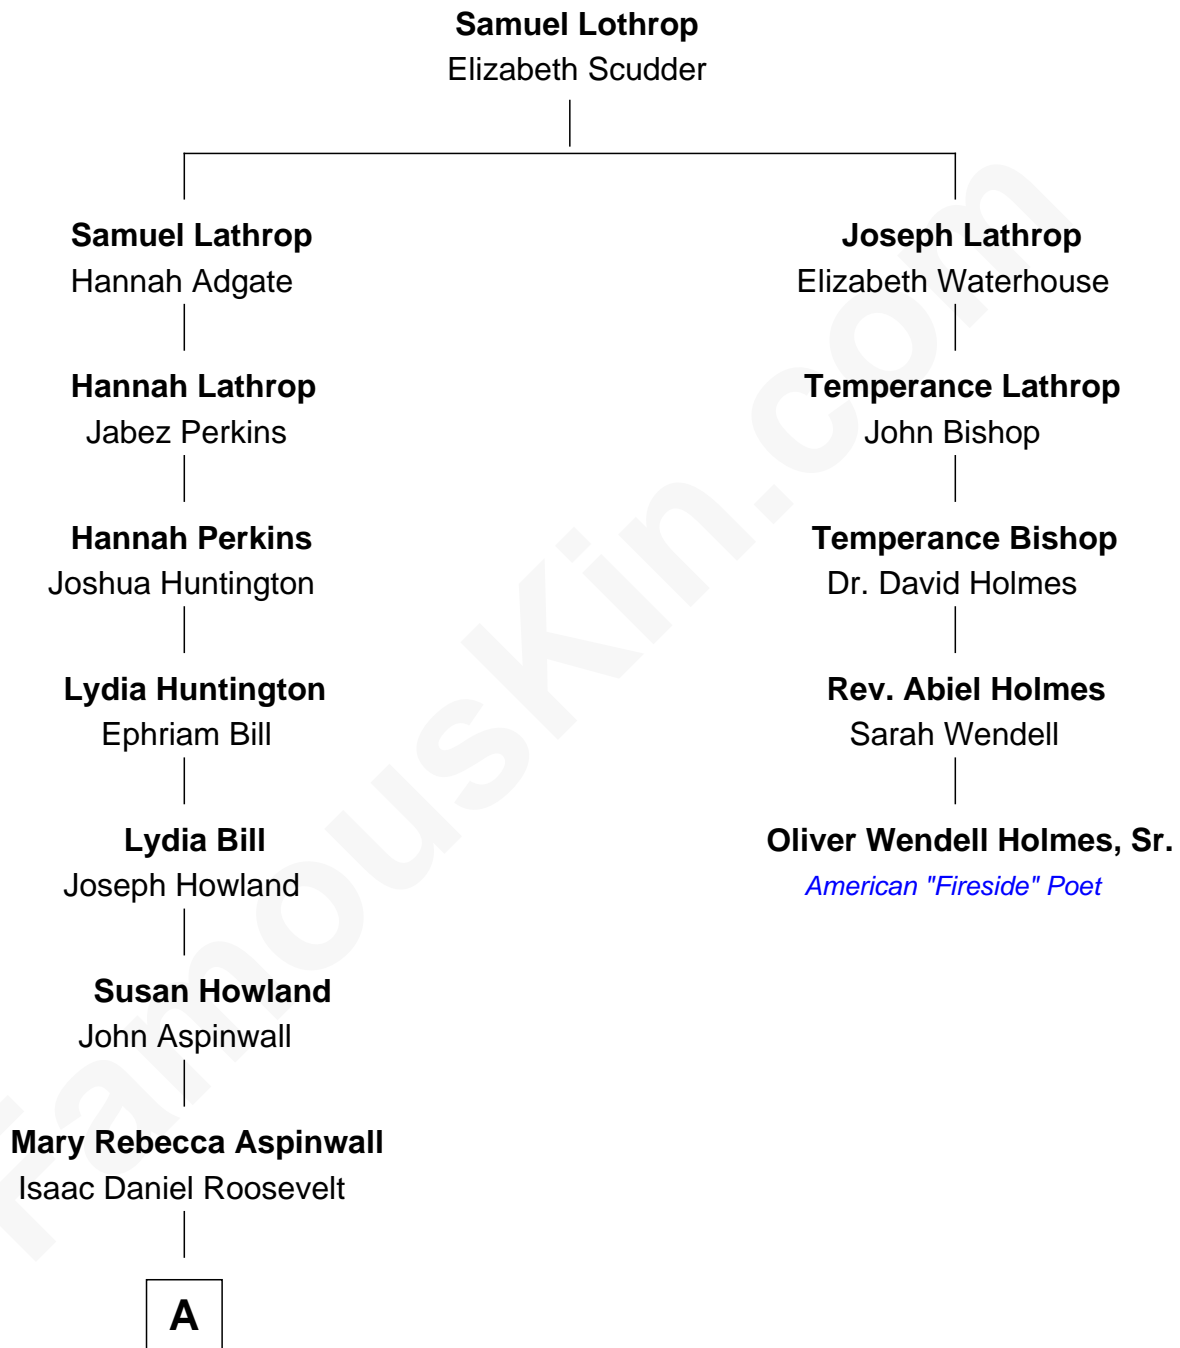 Samuel Lothrop
Elizabeth Scudder
Samuel Lathrop
Hannah Adgate
Joseph Lathrop
Elizabeth Waterhouse
Hannah Lathrop
Jabez Perkins
Temperance Lathrop
John Bishop
Hannah Perkins
Joshua Huntington
Temperance Bishop
Dr. David Holmes
Lydia Huntington
Ephriam Bill
Rev. Abiel Holmes
Sarah Wendell
Lydia Bill
Joseph Howland
Oliver Wendell Holmes, Sr.
American "Fireside" Poet
Susan Howland
John Aspinwall
Mary Rebecca Aspinwall
Isaac Daniel Roosevelt
A
FamousKin.com